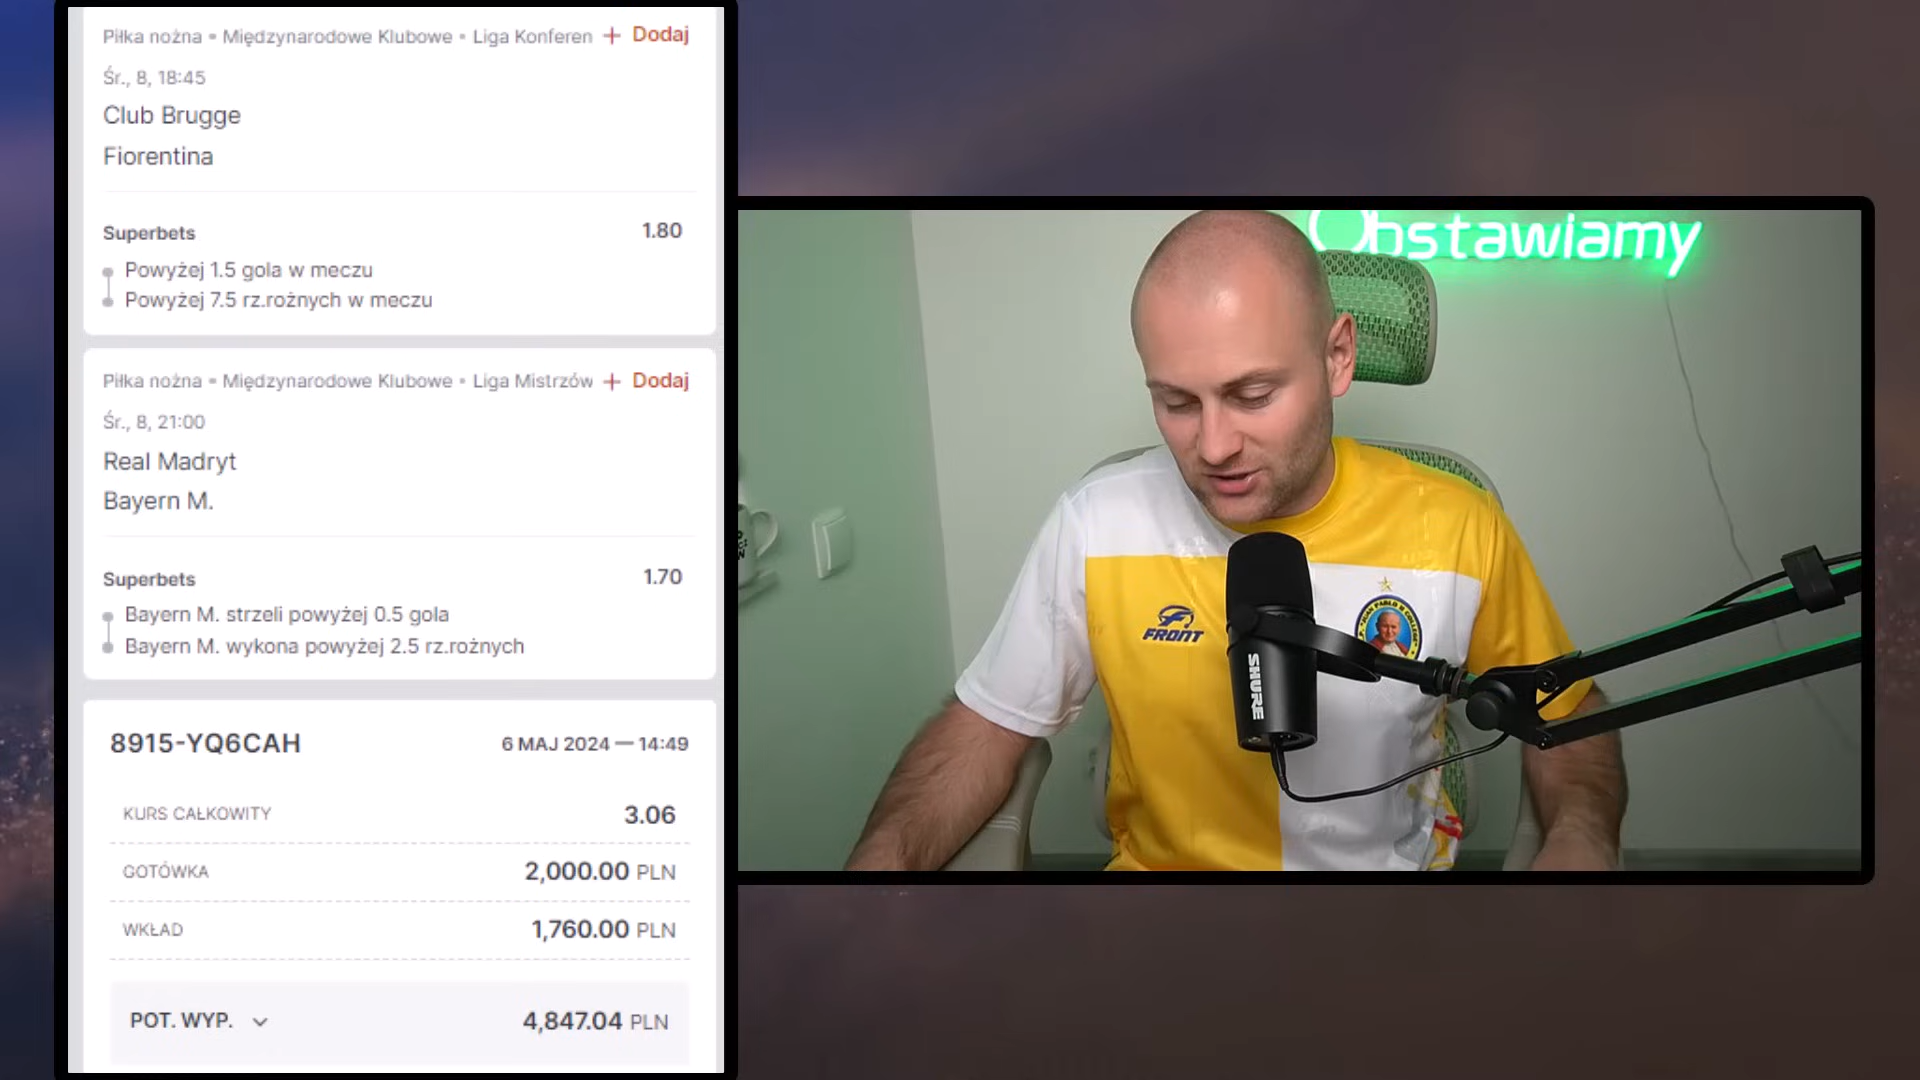 Piłka nożna • Międzynarodowe Klubowe • Liga Konferen + Dodaj
Śr., 8, 18:45
Club Brugge
Fiorentina
Superbets 1.80
Powyżej 1.5 gola w meczu
Powyżej 7.5 rz.rożnych w meczu
Piłka nożna • Międzynarodowe Klubowe • Liga Mistrzów + Dodaj
Śr., 8, 21:00
Real Madryt
Bayern M.
Superbets 1.70
Bayern M. strzeli powyżej 0.5 gola
Bayern M. wykona powyżej 2.5 rz.rożnych
8915-YQ6CAH 6 MAJ 2024 — 14:49
KURS CAŁKOWITY 3.06
GOTÓWKA 2,000.00 PLN
WKŁAD 1,760.00 PLN
POT. WYP. 4,847.04 PLN
Obstawiamy
FRONT
SHURE